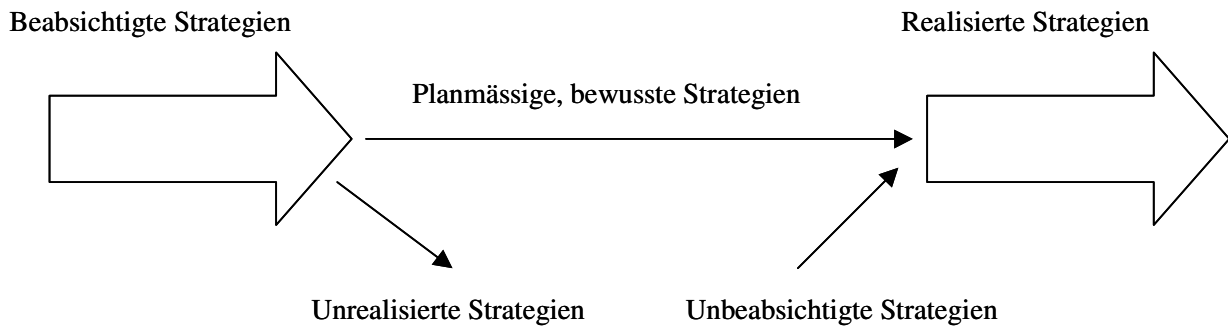 Beabsichtigte Strategien
Realisierte Strategien
Planmässige, bewusste Strategien
Unrealisierte Strategien
Unbeabsichtigte Strategien